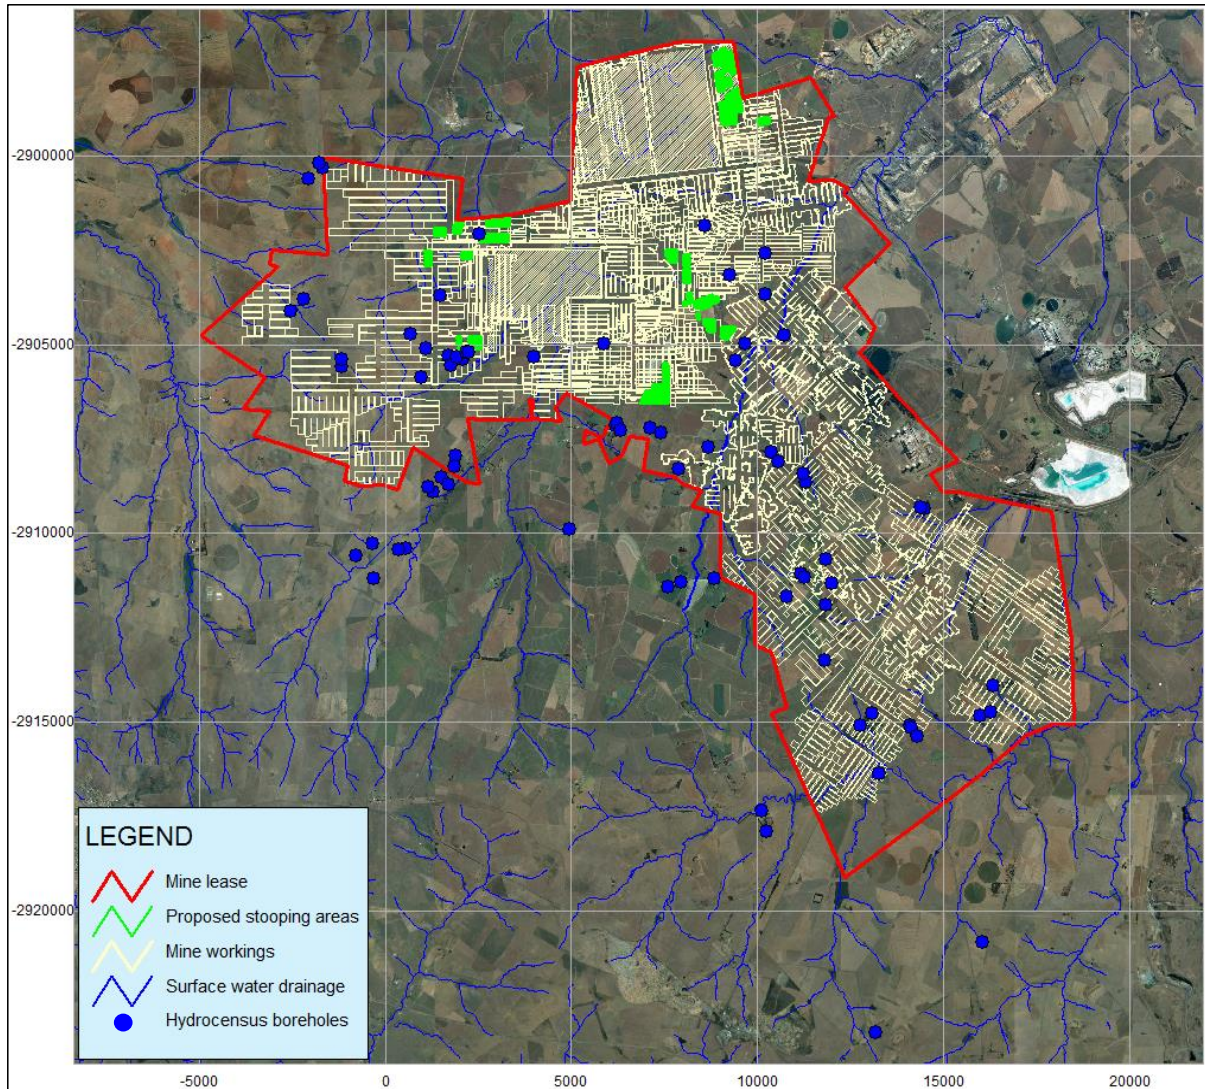 -2900000
-2905000
-2910000
-2915000
-2920000
LEGEND
Mine lease
Proposed stooping areas
Mine workings
Surface water drainage
Hydrocensus boreholes
-5000 0 5000 10000 15000 20000